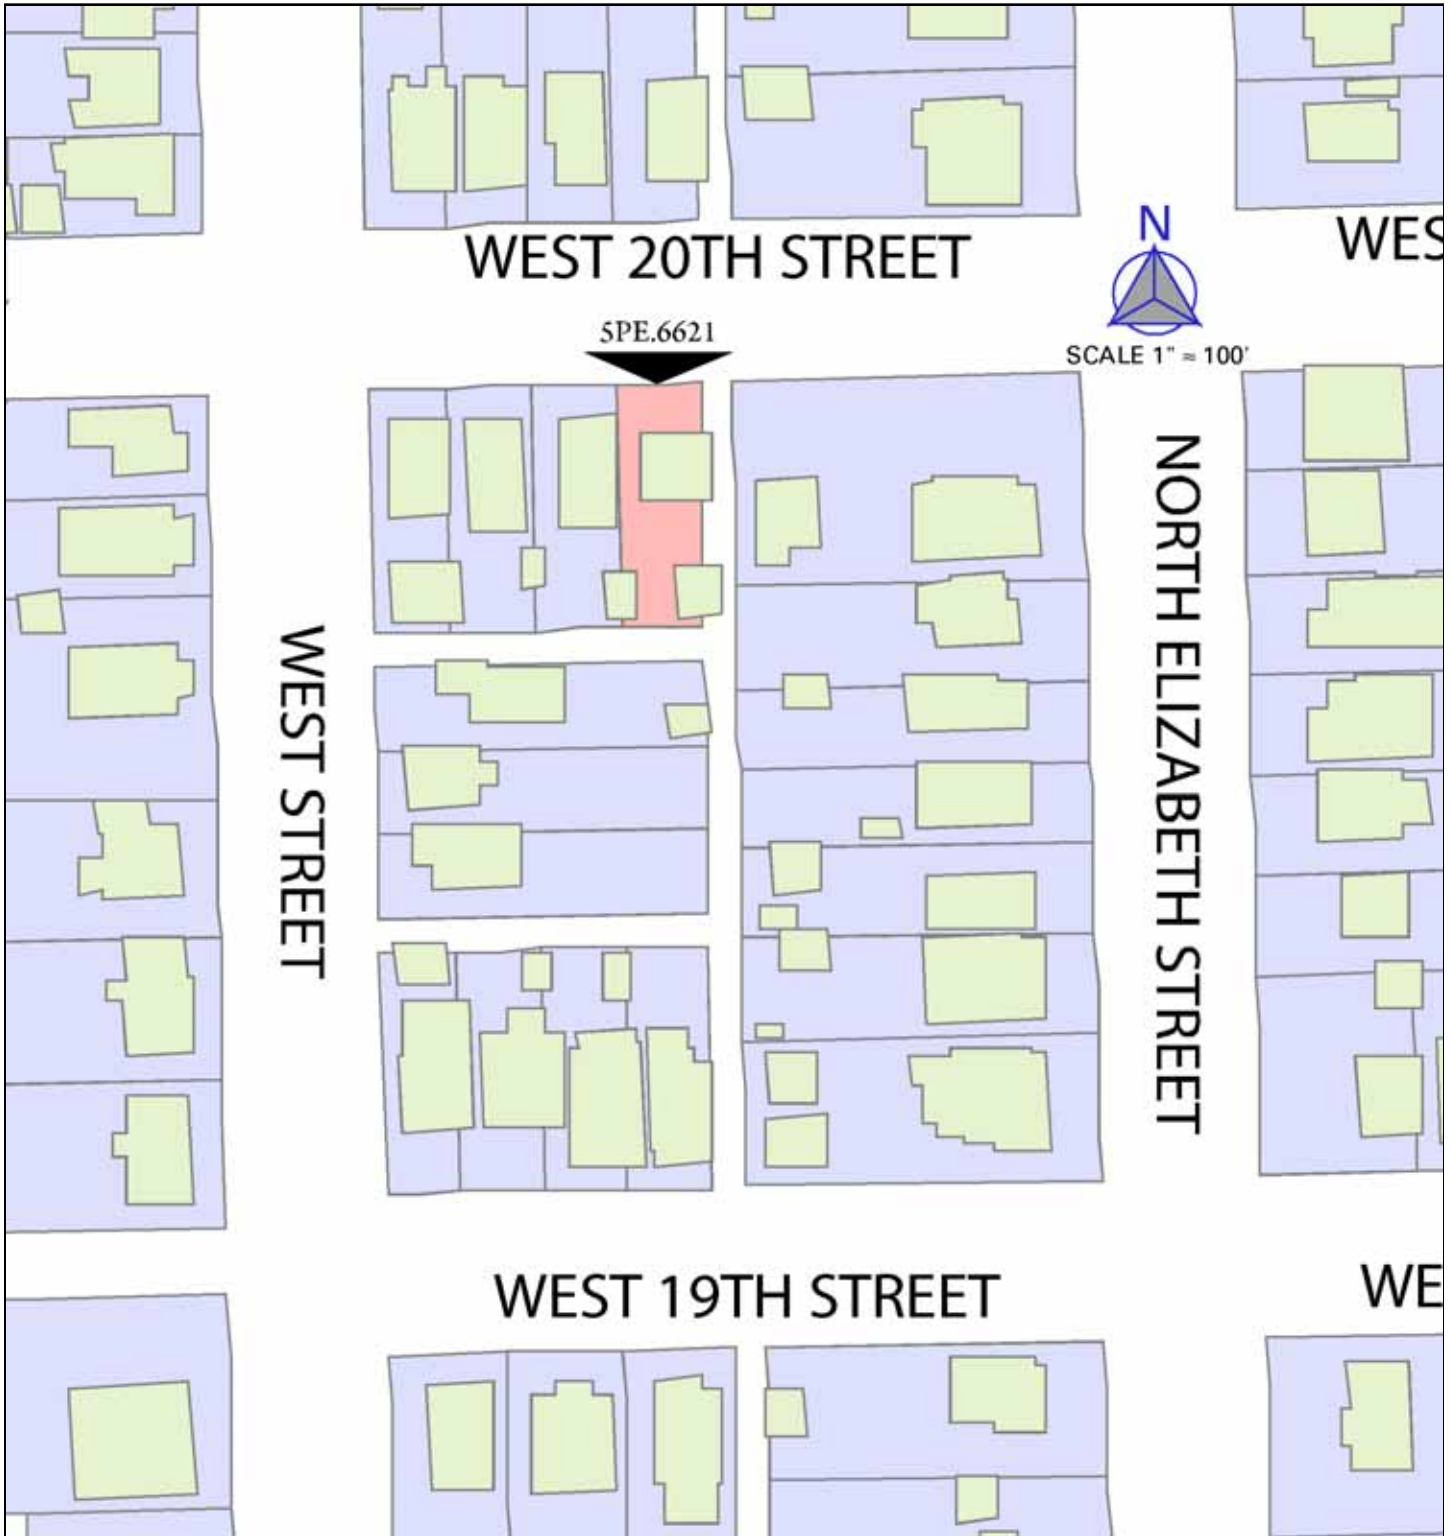 WEST 20TH STREET
N
WES
5PE.6621
SCALE 1" ≈ 100'
NORTH ELIZABETH STREET
WEST STREET
WEST 19TH STREET
WE